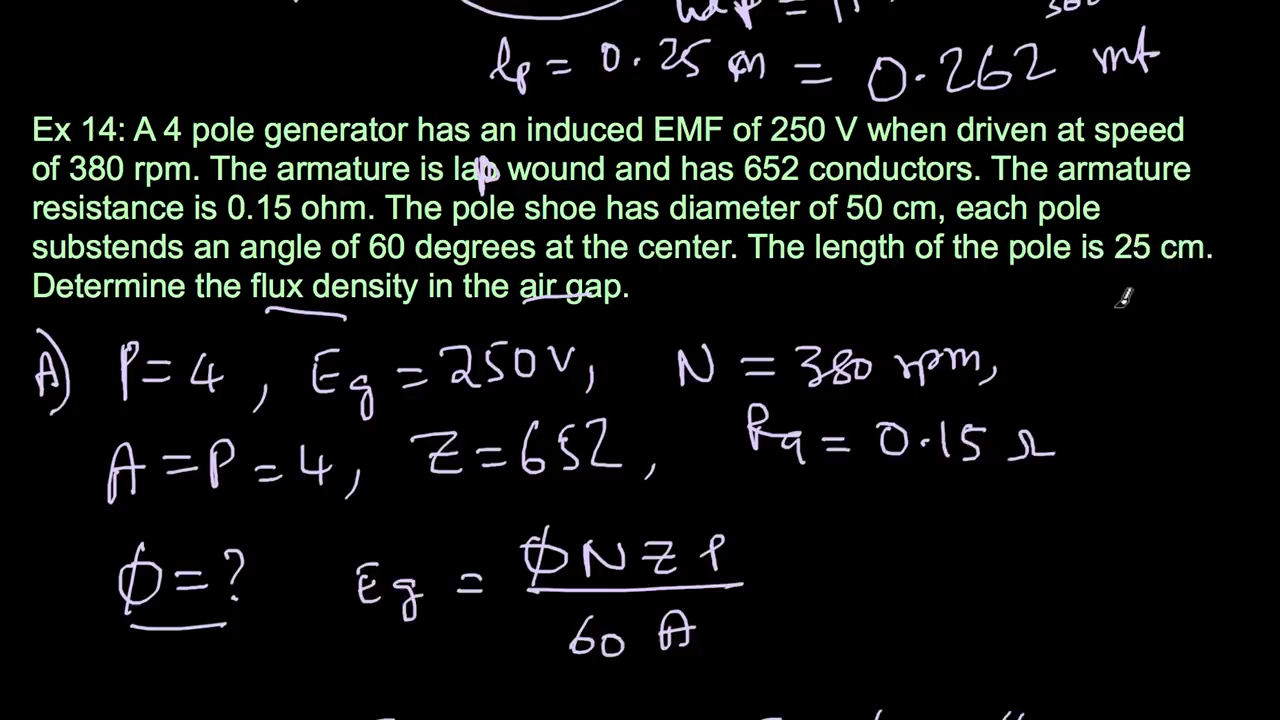 lp = 0.25 m = 0.262 mt
Ex 14: A 4 pole generator has an induced EMF of 250 V when driven at speed
of 380 rpm. The armature is lap wound and has 652 conductors. The armature
resistance is 0.15 ohm. The pole shoe has diameter of 50 cm, each pole
substends an angle of 60 degrees at the center. The length of the pole is 25 cm.
Determine the flux density in the air gap.
A) P = 4, Eg = 250V, N = 380 rpm,
A = P = 4, Z = 652, Ra = 0.15 Ω
Φ = ? Eg = ΦNZP
60 A